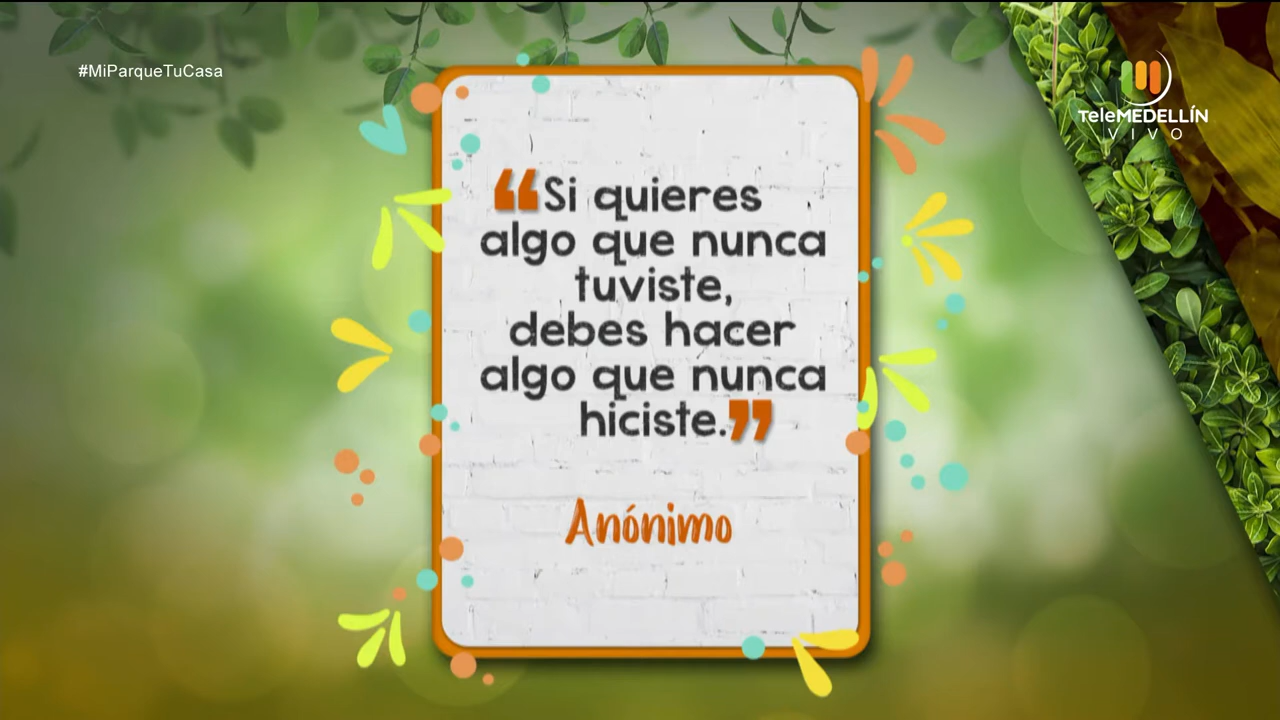 #MiParqueTuCasa
TeleMEDELLÍN
VIVO
“Si quieres
algo que nunca
tuviste,
debes hacer
algo que nunca
hiciste.”
Anónimo